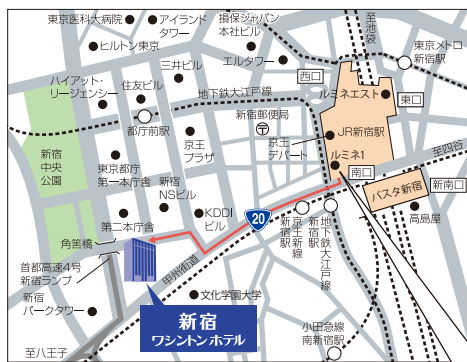 東京医科大病院
アイランド
タワー
損保ジャパン
本社ビル
至池袋
東京メトロ
新宿駅
ヒルトン東京
エルタワー
三井ビル
西口
ハイアット・
リージェンシー
住友ビル
地下鉄大江戸線
ルミネエスト
東口
新宿郵便局
都庁前駅
京王
プラザ
京王
デパート
JR新宿駅
新宿
中央
公園
東京都庁
第一本庁舎
ルミネ1
至四谷
南口
新宿
NSビル
バスタ新宿
新南口
第二本庁舎
KDDI
ビル
20
京王新線
新宿駅
地下鉄大江戸線
新宿駅
高島屋
角筈橋
甲州街道
首都高速4号
新宿ランプ
新宿
パークタワー
文化学園大学
新宿
ワシントンホテル
小田急線
南新宿駅
至八王子